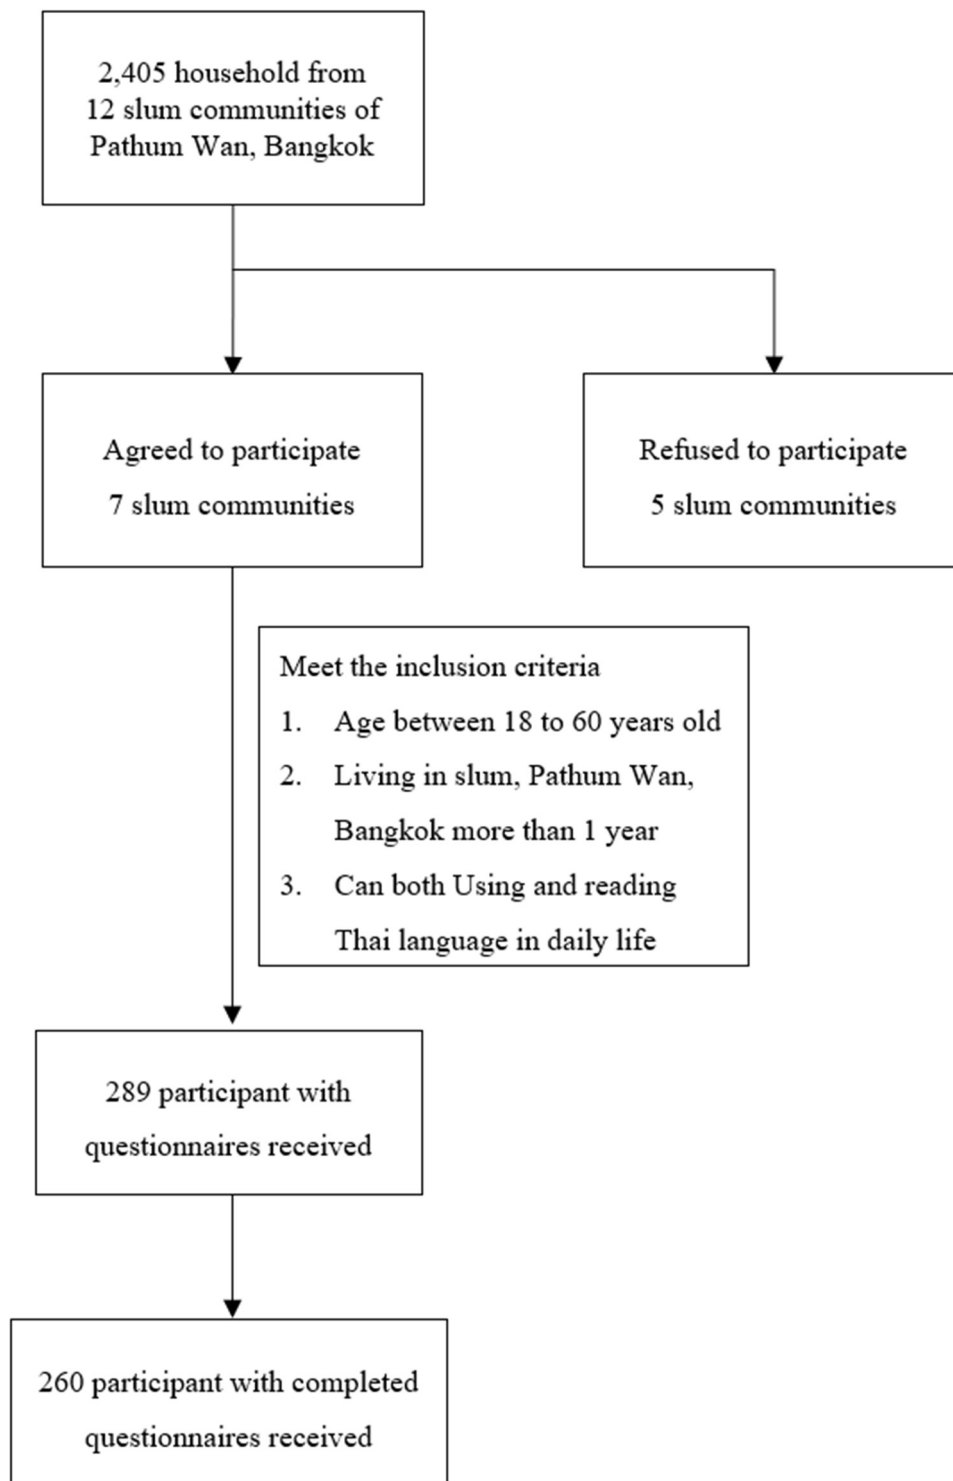 2,405 household from
12 slum communities of
Pathum Wan, Bangkok
Agreed to participate
7 slum communities
Refused to participate
5 slum communities
Meet the inclusion criteria
1. Age between 18 to 60 years old
2. Living in slum, Pathum Wan,
Bangkok more than 1 year
3. Can both Using and reading
Thai language in daily life
289 participant with
questionnaires received
260 participant with completed
questionnaires received